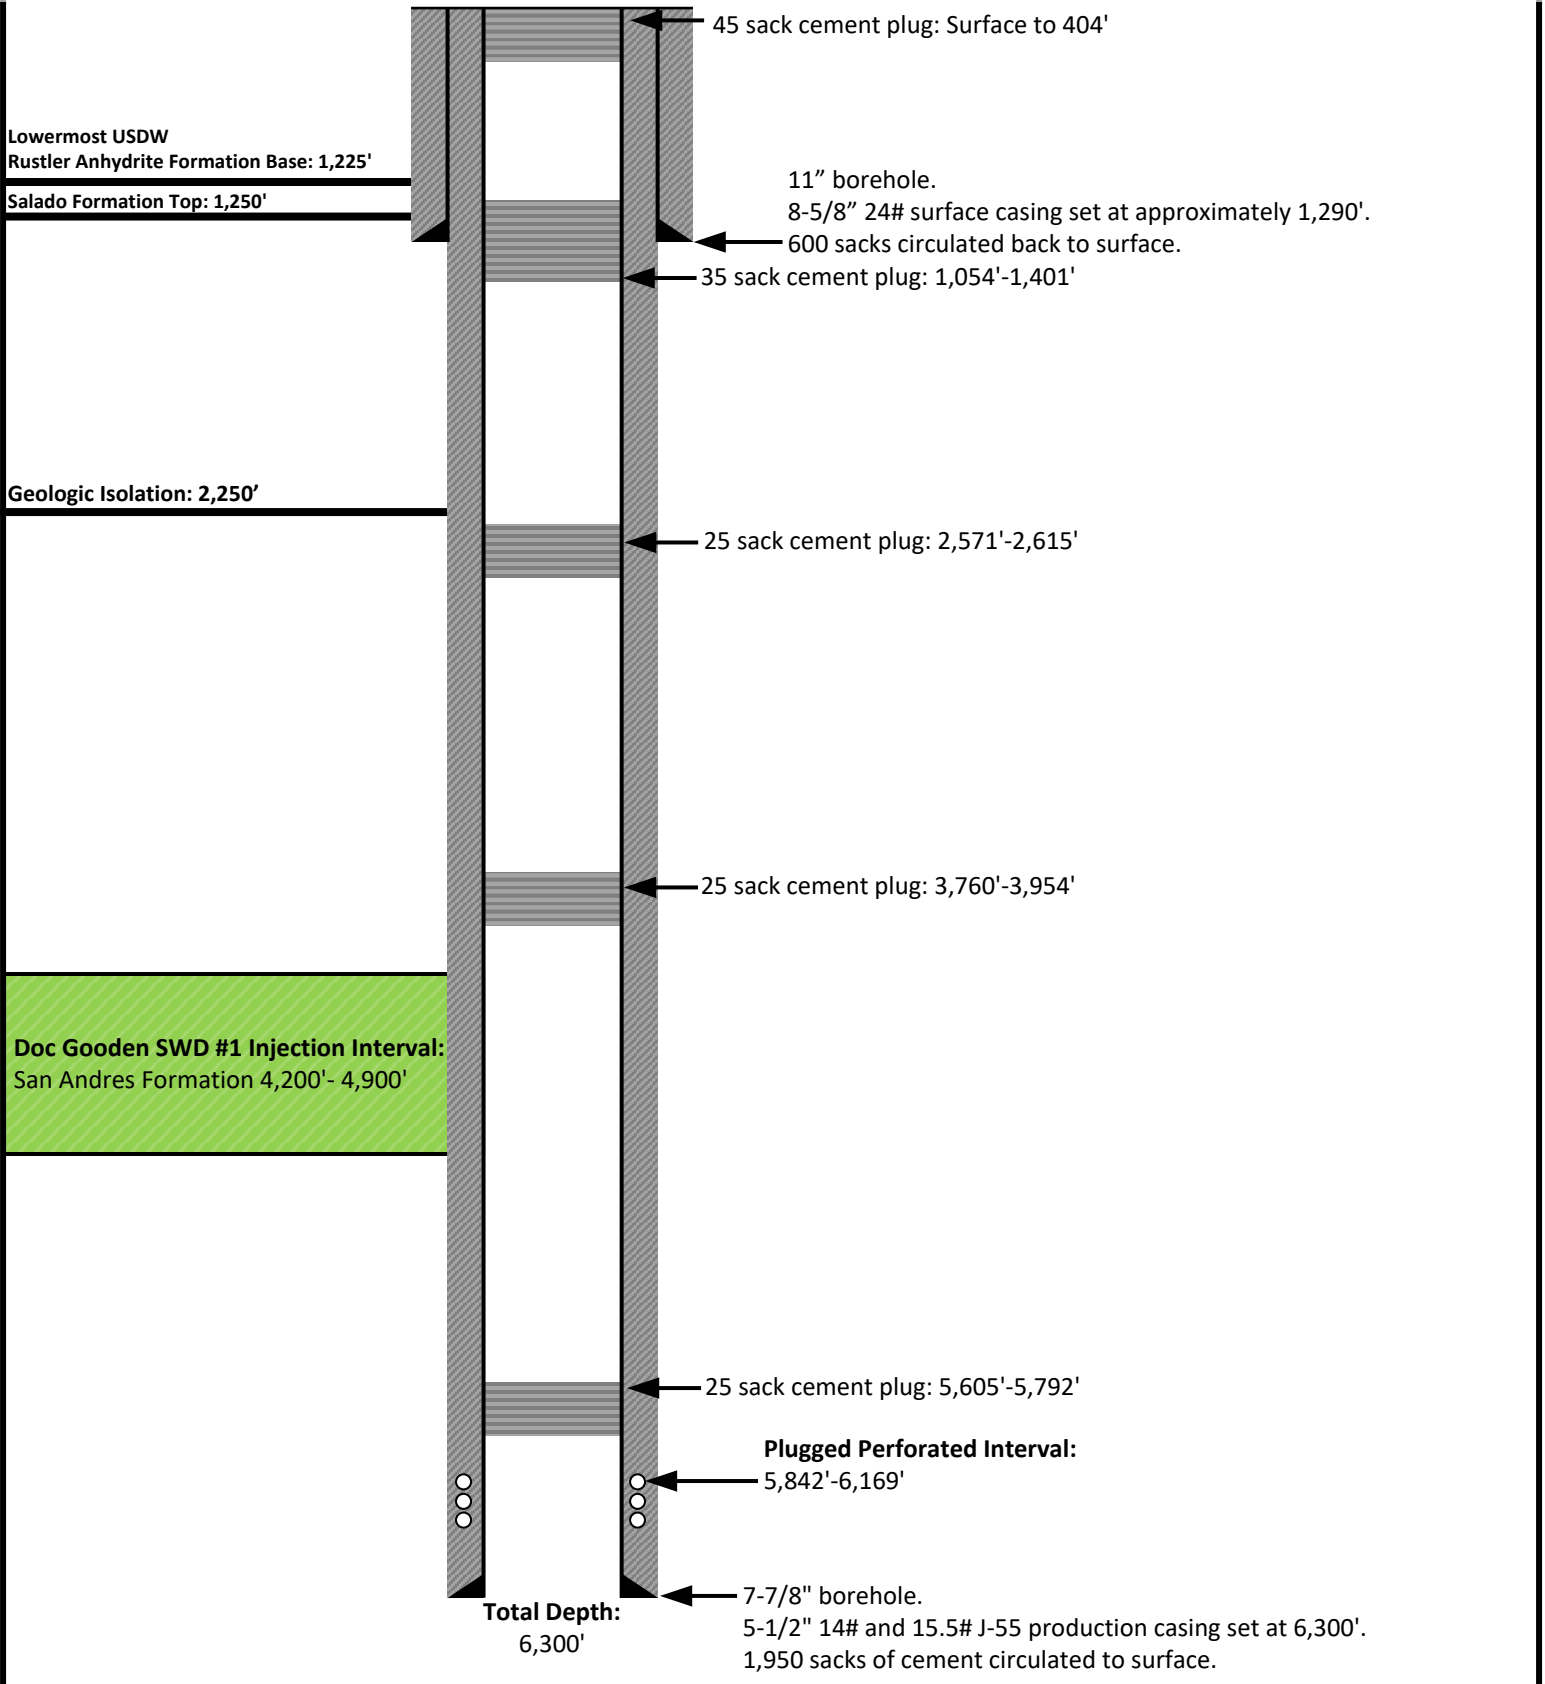 45 sack cement plug: Surface to 404'
Lowermost USDW
Rustler Anhydrite Formation Base: 1,225'
Salado Formation Top: 1,250'
11” borehole.
8-5/8” 24# surface casing set at approximately 1,290'.
600 sacks circulated back to surface.
35 sack cement plug: 1,054'-1,401'
Geologic Isolation: 2,250’
25 sack cement plug: 2,571'-2,615'
25 sack cement plug: 3,760'-3,954'
Doc Gooden SWD #1 Injection Interval:
San Andres Formation 4,200'- 4,900'
25 sack cement plug: 5,605'-5,792'
Plugged Perforated Interval:
5,842'-6,169'
Total Depth:
6,300'
7-7/8" borehole.
5-1/2" 14# and 15.5# J-55 production casing set at 6,300'.
1,950 sacks of cement circulated to surface.